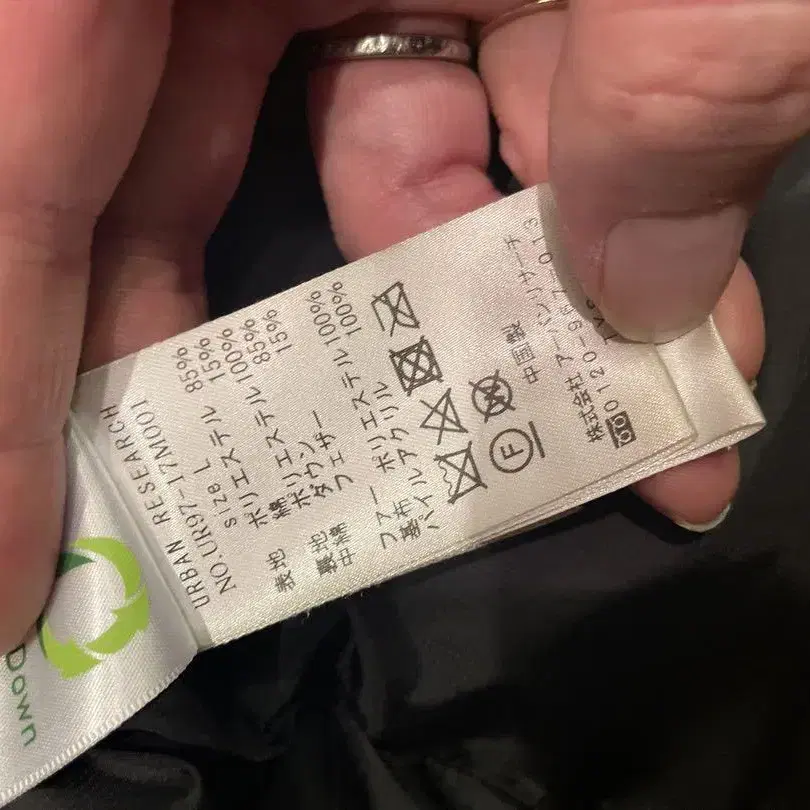 URBAN RESEARCH
NO.UR97-17M001
SIZE L
表地 ポリエステル 85%
綿 15%
裏地 ポリエステル 100%
中綿 ダウン 85%
フェザー 15%
ファー
基布 ポリエステル 100%
パイル アクリル 100%
F
中国製
株式会社 アーバンリサーチ
Down